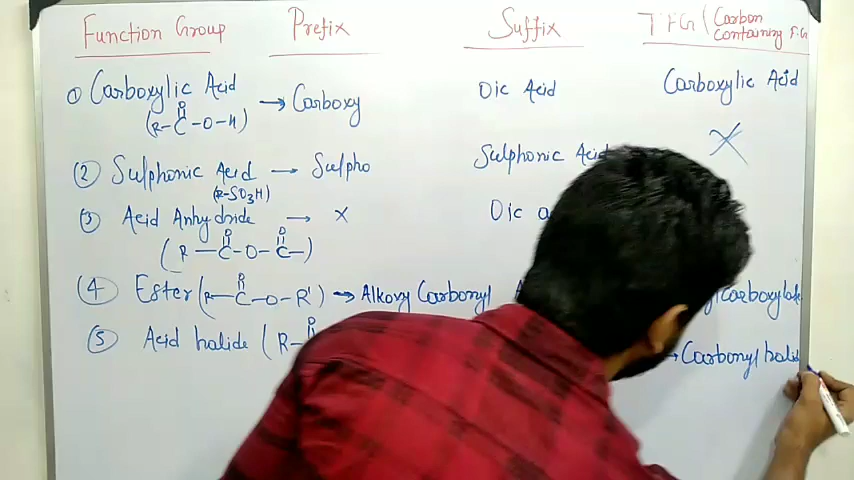 Function Group Prefix Suffix TFG (Carbon
Containing F.G
① Carboxylic Acid → Carboxy Oic Acid Carboxylic Acid
O
(R-C-O-H)
② Sulphonic Acid → Sulpho Sulphonic Acid X
(R-SO3H)
③ Acid Anhydride → X Oic a
O O
(R-C-O-C-)
④ Ester (R-C-O-R') → Alkoxy Carbonyl carboxylate
O
⑤ Acid halide (R- → Carbonyl halid
O